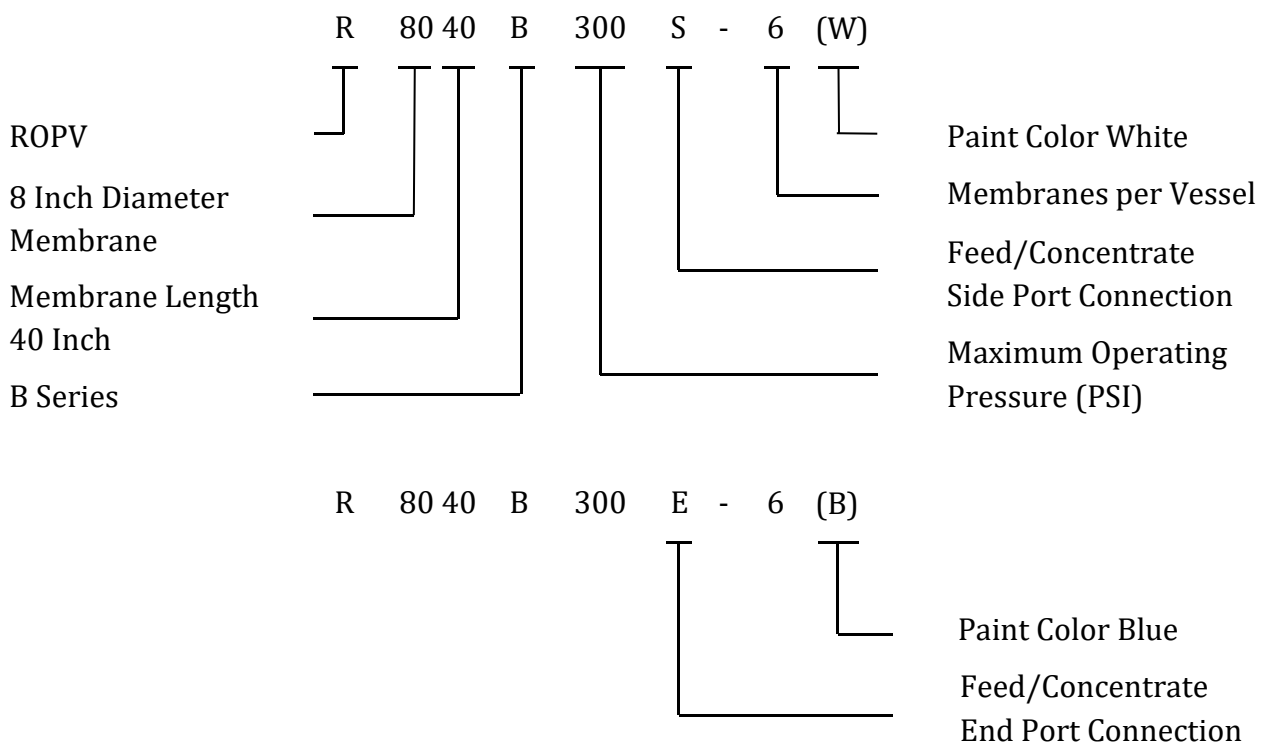 R 80 40 B 300 S - 6 (W)
ROPV
8 Inch Diameter
Membrane
Membrane Length
40 Inch
B Series
Paint Color White
Membranes per Vessel
Feed/Concentrate
Side Port Connection
Maximum Operating
Pressure (PSI)
R 80 40 B 300 E - 6 (B)
Paint Color Blue
Feed/Concentrate
End Port Connection